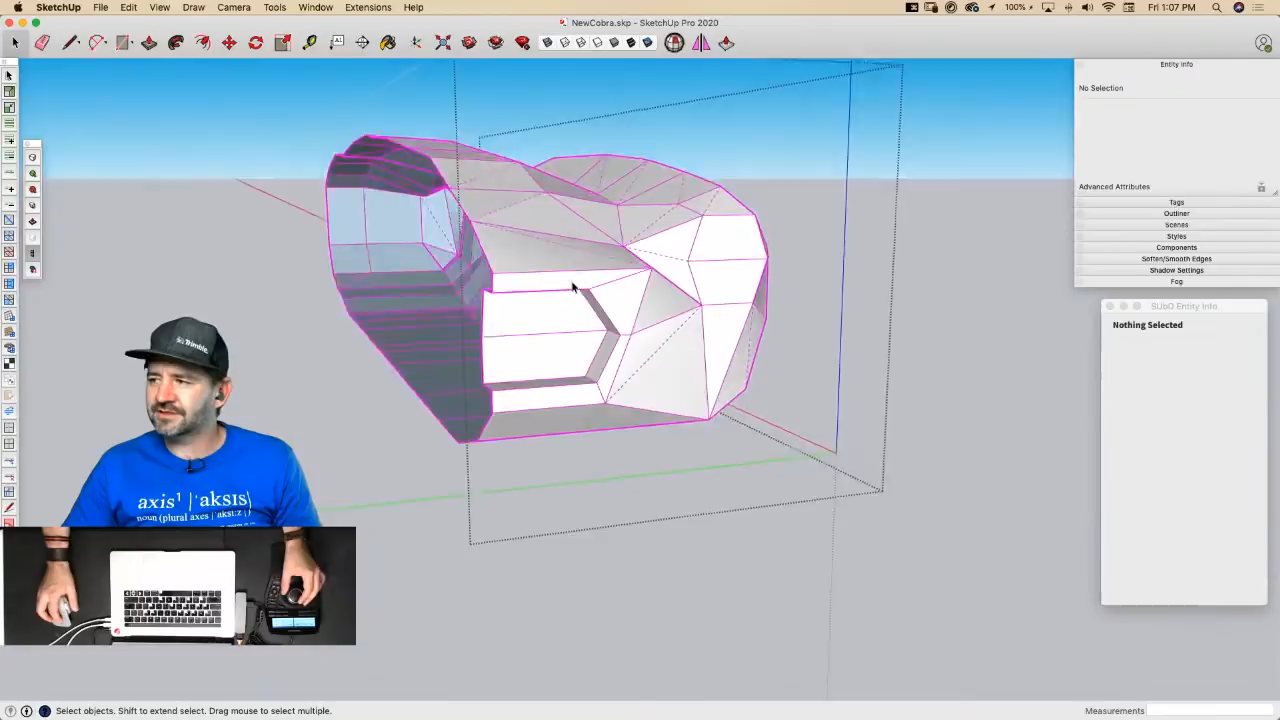 SketchUp File Edit View Draw Camera Tools Window Extensions Help
100% Fri 1:07 PM
NewCobra.skp - SketchUp Pro 2020
Entity Info
No Selection
Advanced Attributes
Tags
Outliner
Scenes
Styles
Components
Soften/Smooth Edges
Shadow Settings
Fog
SUbD Entity Info
Nothing Selected
Trimble.
axis¹ | ˈaksɪs\
noun (plural axes | ˈakˌsēz \)
Select objects. Shift to extend select. Drag mouse to select multiple.
Measurements